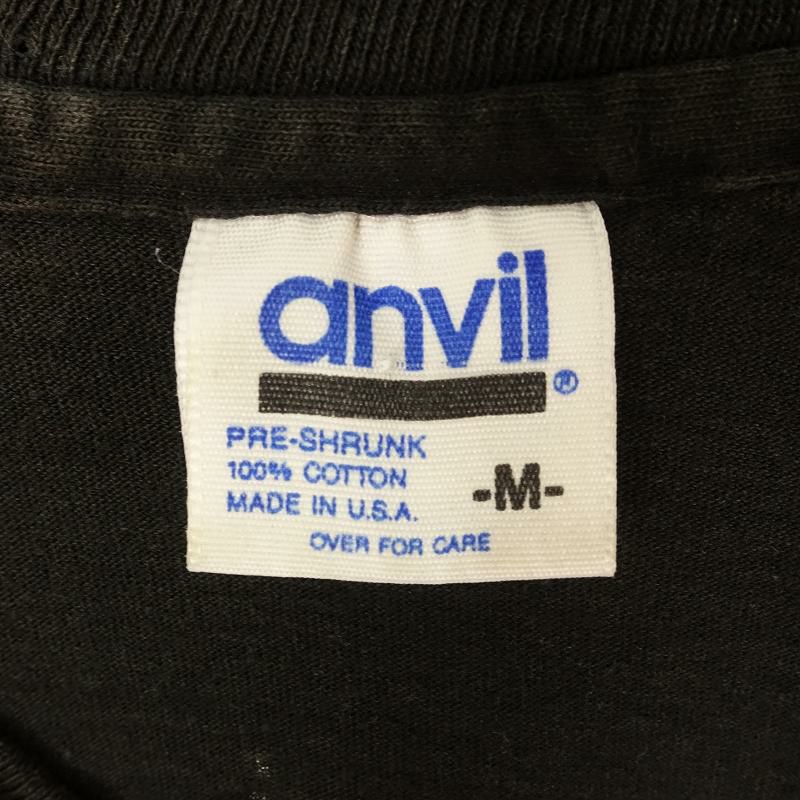 anvil
®
PRE-SHRUNK
100% COTTON
MADE IN U.S.A.
-M-
OVER FOR CARE